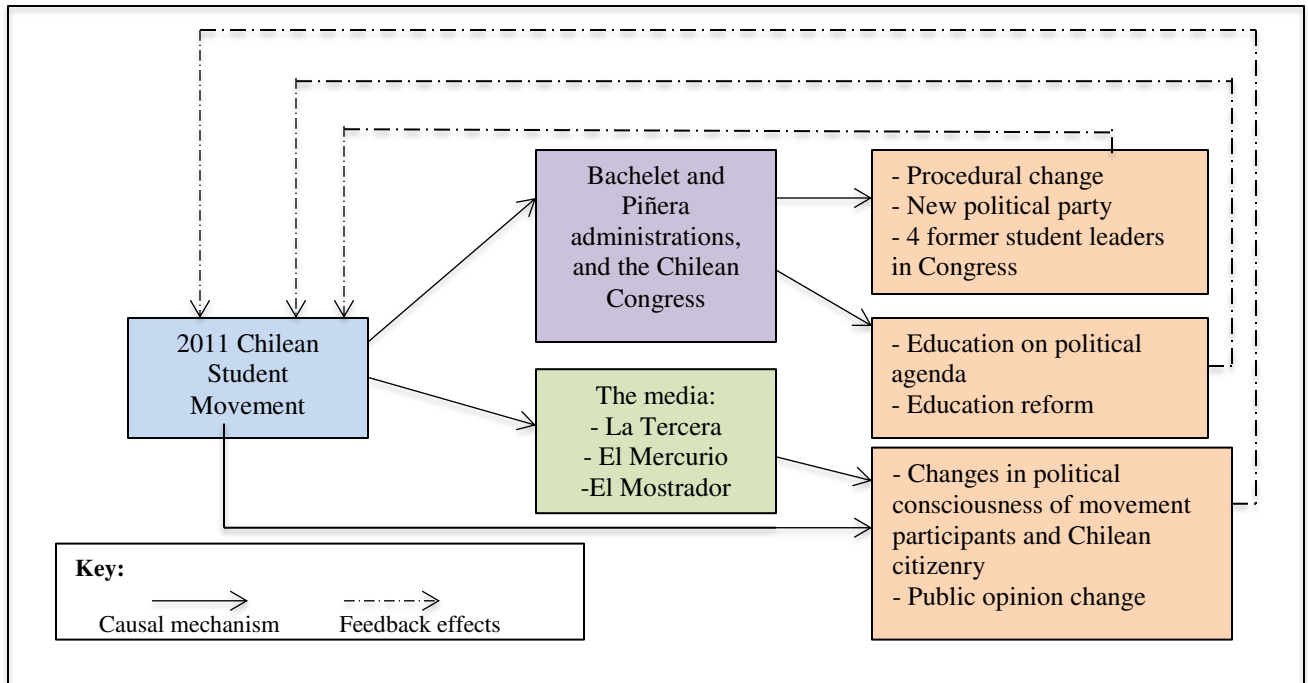 2011 Chilean
Student
Movement
Bachelet and
Piñera
administrations,
and the Chilean
Congress
The media:
- La Tercera
- El Mercurio
-El Mostrador
- Procedural change
- New political party
- 4 former student leaders
in Congress
- Education on political
agenda
- Education reform
- Changes in political
consciousness of movement
participants and Chilean
citizenry
- Public opinion change
Key:
Causal mechanism
Feedback effects